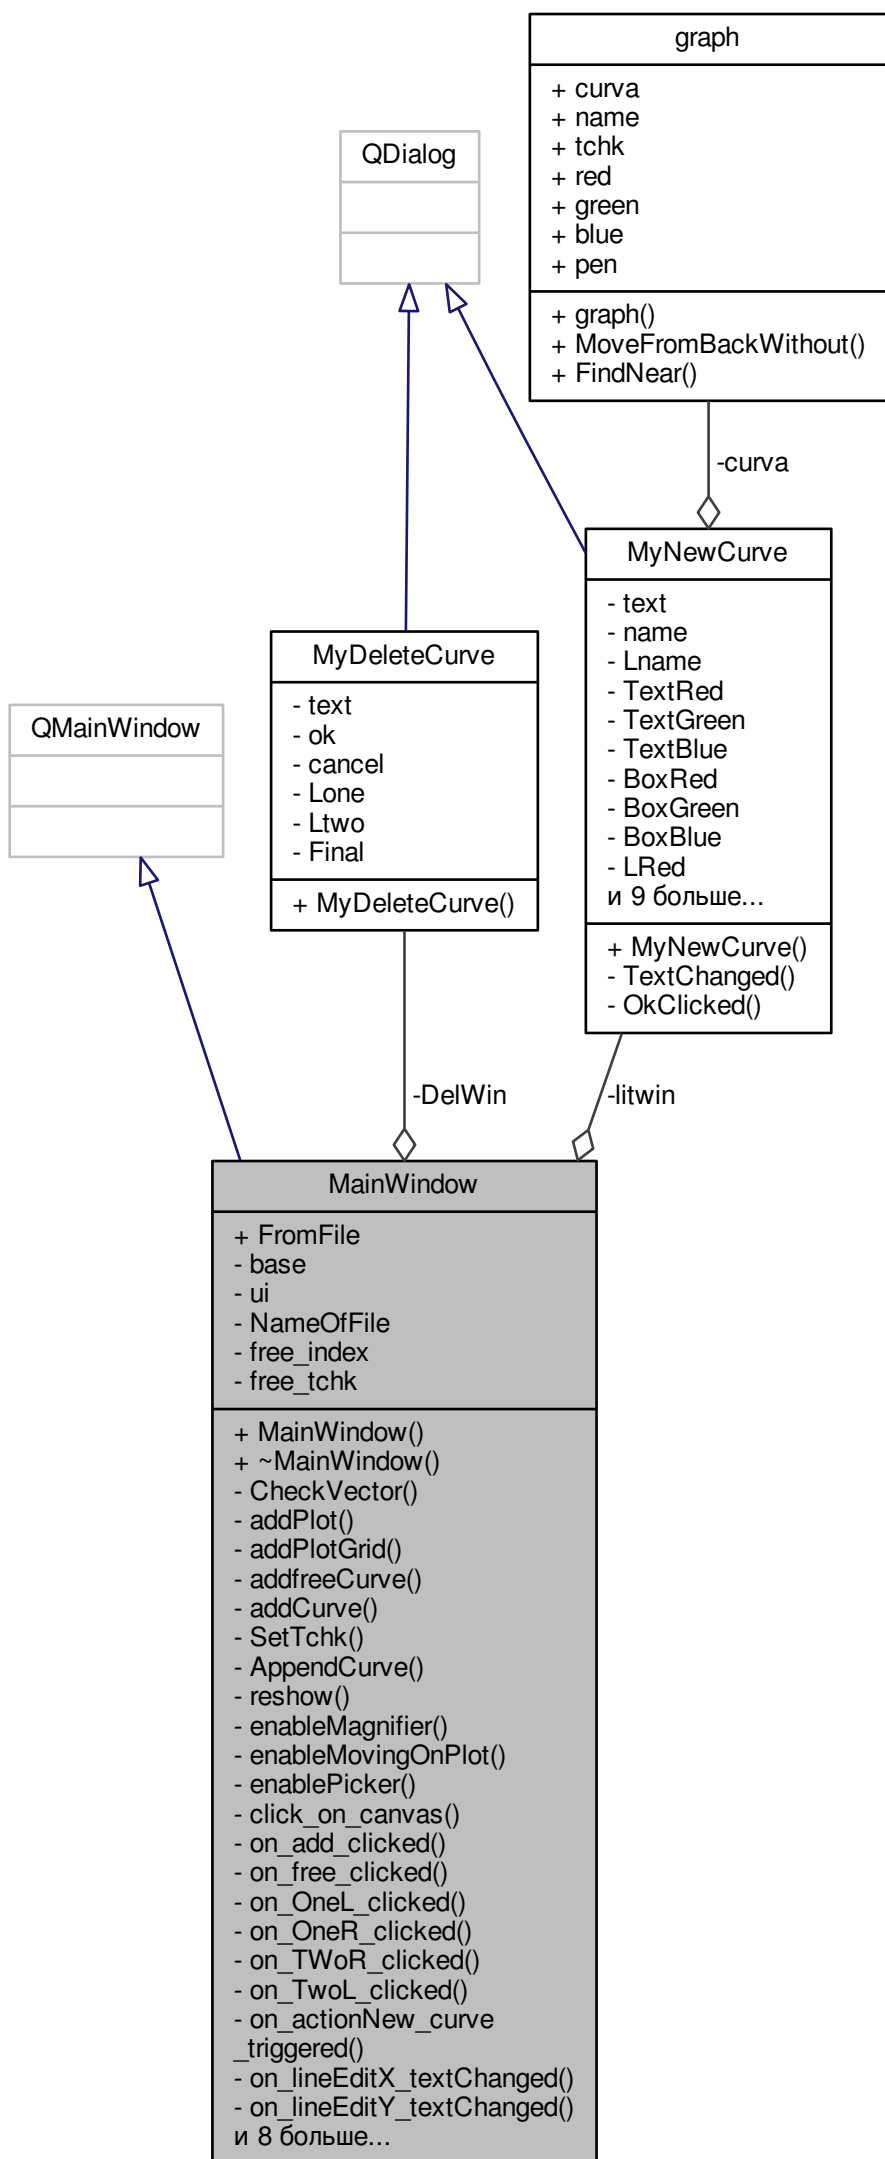 graph
+ curva
+ name
+ tchk
+ red
+ green
+ blue
+ pen
+ graph()
+ MoveFromBackWithout()
+ FindNear()
QDialog
-curva
MyNewCurve
- text
- name
- Lname
- TextRed
- TextGreen
- TextBlue
- BoxRed
- BoxGreen
- BoxBlue
- LRed
и 9 больше...
+ MyNewCurve()
- TextChanged()
- OkClicked()
MyDeleteCurve
- text
- ok
- cancel
- Lone
- Ltwo
- Final
+ MyDeleteCurve()
QMainWindow
-DelWin
-litwin
MainWindow
+ FromFile
- base
- ui
- NameOfFile
- free_index
- free_tchk
+ MainWindow()
+ ~MainWindow()
- CheckVector()
- addPlot()
- addPlotGrid()
- addfreeCurve()
- addCurve()
- SetTchk()
- AppendCurve()
- reshow()
- enableMagnifier()
- enableMovingOnPlot()
- enablePicker()
- click_on_canvas()
- on_add_clicked()
- on_free_clicked()
- on_OneL_clicked()
- on_OneR_clicked()
- on_TWoR_clicked()
- on_TwoL_clicked()
- on_actionNew_curve
_triggered()
- on_lineEditX_textChanged()
- on_lineEditY_textChanged()
и 8 больше...